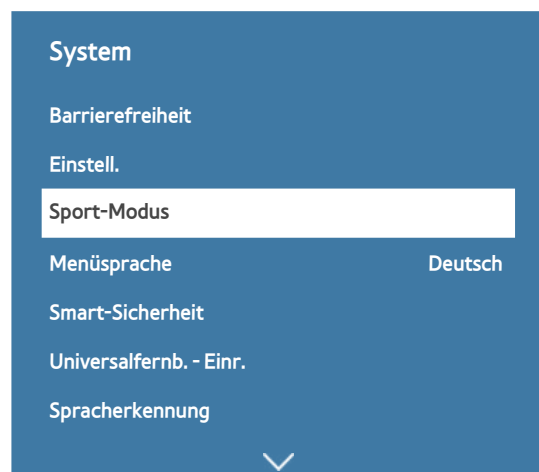 System
Barrierefreiheit
Einstell.
Sport-Modus
Menüsprache Deutsch
Smart-Sicherheit
Universalfernb. - Einr.
Spracherkennung